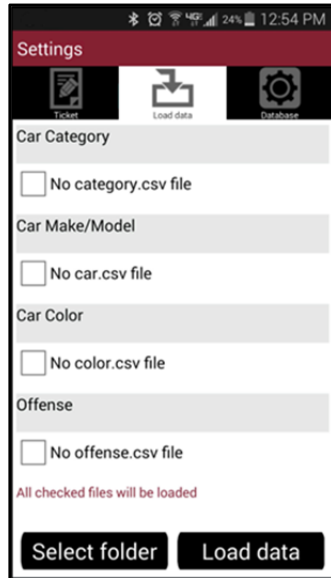 4G 24% 12:54 PM
Settings
Ticket
Load data
Database
Car Category
No category.csv file
Car Make/Model
No car.csv file
Car Color
No color.csv file
Offense
No offense.csv file
All checked files will be loaded
Select folder
Load data